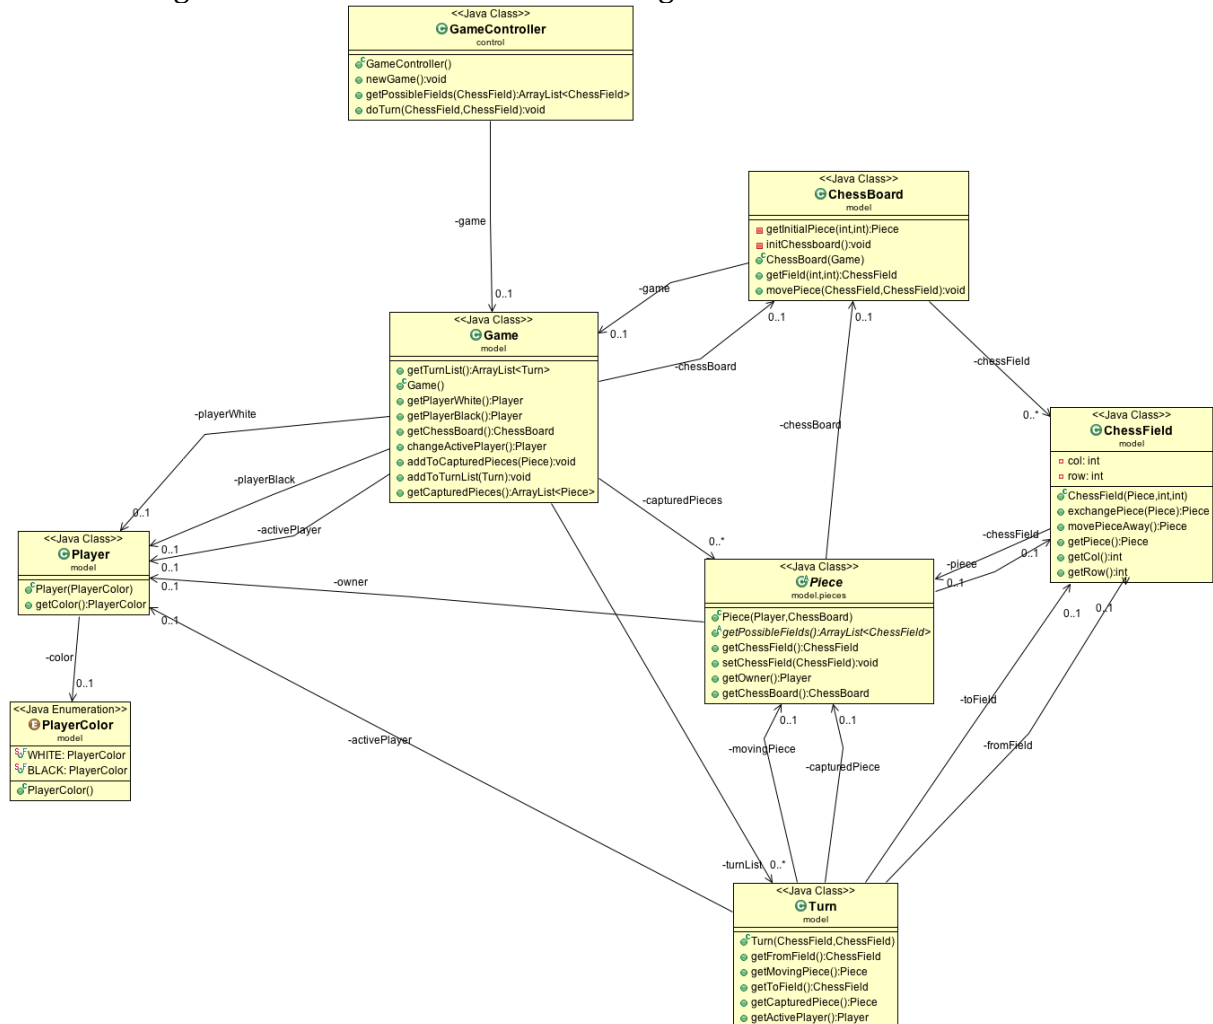 <<Java Class>>
GameController
control
GameController()
newGame():void
getPossibleFields(ChessField):ArrayList<ChessField>
doTurn(ChessField,ChessField):void
-game
0..1
<<Java Class>>
ChessBoard
model
getInitialPiece(int,int):Piece
initChessboard():void
ChessBoard(Game)
getField(int,int):ChessField
movePiece(ChessField,ChessField):void
-game
0..1
0..1
0..1
<<Java Class>>
Game
model
getTurnList():ArrayList<Turn>
Game()
getPlayerWhite():Player
getPlayerBlack():Player
getChessBoard():ChessBoard
changeActivePlayer():Player
addToCapturedPieces(Piece):void
addToTurnList(Turn):void
getCapturedPieces():ArrayList<Piece>
-chessBoard
-chessField
0..*
-chessBoard
<<Java Class>>
ChessField
model
col: int
row: int
ChessField(Piece,int,int)
exchangePiece(Piece):Piece
movePieceAway():Piece
getPiece():Piece
getCol():int
getRow():int
-playerWhite
-playerBlack
-activePlayer
-capturedPieces
0..*
-chessField
0..1
-piece
0..1
0..1
0..1
0..1
0..1
0..1
0..1
0..1
<<Java Class>>
Player
model
Player(PlayerColor)
getColor():PlayerColor
-owner
<<Java Class>>
Piece
model.pieces
Piece(Player,ChessBoard)
getPossibleFields():ArrayList<ChessField>
getChessField():ChessField
setChessField(ChessField):void
getOwner():Player
getChessBoard():ChessBoard
-color
0..1
<<Java Enumeration>>
PlayerColor
model
WHITE: PlayerColor
BLACK: PlayerColor
PlayerColor()
-activePlayer
0..1
0..1
-movingPiece
-capturedPiece
-toField
-fromField
-turnList
0..*
<<Java Class>>
Turn
model
Turn(ChessField,ChessField)
getFromField():ChessField
getMovingPiece():Piece
getToField():ChessField
getCapturedPiece():Piece
getActivePlayer():Player